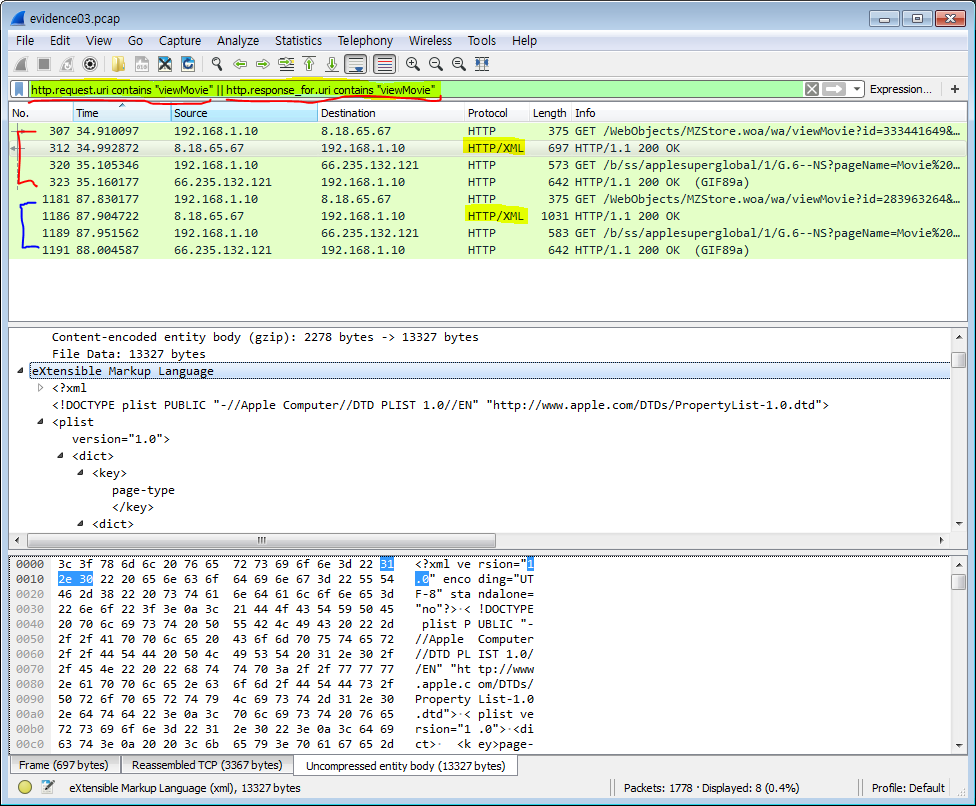 evidence03.pcap
File Edit View Go Capture Analyze Statistics Telephony Wireless Tools Help
http.request.uri contains "viewMovie" || http.response_for.uri contains "viewMovie" Expression... +
No. Time Source Destination Protocol Length Info
307 34.910097 192.168.1.10 8.18.65.67 HTTP 375 GET /WebObjects/MZStore.woa/wa/viewMovie?id=333441649&…
312 34.992872 8.18.65.67 192.168.1.10 HTTP/XML 697 HTTP/1.1 200 OK
320 35.105346 192.168.1.10 66.235.132.121 HTTP 573 GET /b/ss/applesuperglobal/1/G.6--NS?pageName=Movie%20…
323 35.160177 66.235.132.121 192.168.1.10 HTTP 642 HTTP/1.1 200 OK (GIF89a)
1181 87.830177 192.168.1.10 8.18.65.67 HTTP 375 GET /WebObjects/MZStore.woa/wa/viewMovie?id=283963264&…
1186 87.904722 8.18.65.67 192.168.1.10 HTTP/XML 1031 HTTP/1.1 200 OK
1189 87.951562 192.168.1.10 66.235.132.121 HTTP 583 GET /b/ss/applesuperglobal/1/G.6--NS?pageName=Movie%20…
1191 88.004587 66.235.132.121 192.168.1.10 HTTP 642 HTTP/1.1 200 OK (GIF89a)
Content-encoded entity body (gzip): 2278 bytes -> 13327 bytes
File Data: 13327 bytes
eXtensible Markup Language
<?xml
<!DOCTYPE plist PUBLIC "-//Apple Computer//DTD PLIST 1.0//EN" "http://www.apple.com/DTDs/PropertyList-1.0.dtd">
<plist
version="1.0">
<dict>
<key>
page-type
</key>
<dict>
0000 3c 3f 78 6d 6c 20 76 65 72 73 69 6f 6e 3d 22 31 <?xml ve rsion="1
0010 2e 30 22 20 65 6e 63 6f 64 69 6e 67 3d 22 55 54 .0" enco ding="UT
0020 46 2d 38 22 20 73 74 61 6e 64 61 6c 6f 6e 65 3d F-8" sta ndalone=
0030 22 6e 6f 22 3f 3e 0a 3c 21 44 4f 43 54 59 50 45 "no"?>·< !DOCTYPE
0040 20 70 6c 69 73 74 20 50 55 42 4c 49 43 20 22 2d plist P UBLIC "-
0050 2f 2f 41 70 70 6c 65 20 43 6f 6d 70 75 74 65 72 //Apple Computer
0060 2f 2f 44 54 44 20 50 4c 49 53 54 20 31 2e 30 2f //DTD PL IST 1.0/
0070 2f 45 4e 22 20 22 68 74 74 70 3a 2f 2f 77 77 77 /EN" "ht tp://www
0080 2e 61 70 70 6c 65 2e 63 6f 6d 2f 44 54 44 73 2f .apple.c om/DTDs/
0090 50 72 6f 70 65 72 74 79 4c 69 73 74 2d 31 2e 30 Property List-1.0
00a0 2e 64 74 64 22 3e 0a 3c 70 6c 69 73 74 20 76 65 .dtd">·< plist ve
00b0 72 73 69 6f 6e 3d 22 31 2e 30 22 3e 0a 3c 64 69 rsion="1 .0">·<di
00c0 63 74 3e 0a 20 20 3c 6b 65 79 3e 70 61 67 65 2d ct>· <k ey>page-
Frame (697 bytes) Reassembled TCP (3367 bytes) Uncompressed entity body (13327 bytes)
eXtensible Markup Language (xml), 13327 bytes Packets: 1778 · Displayed: 8 (0.4%) Profile: Default